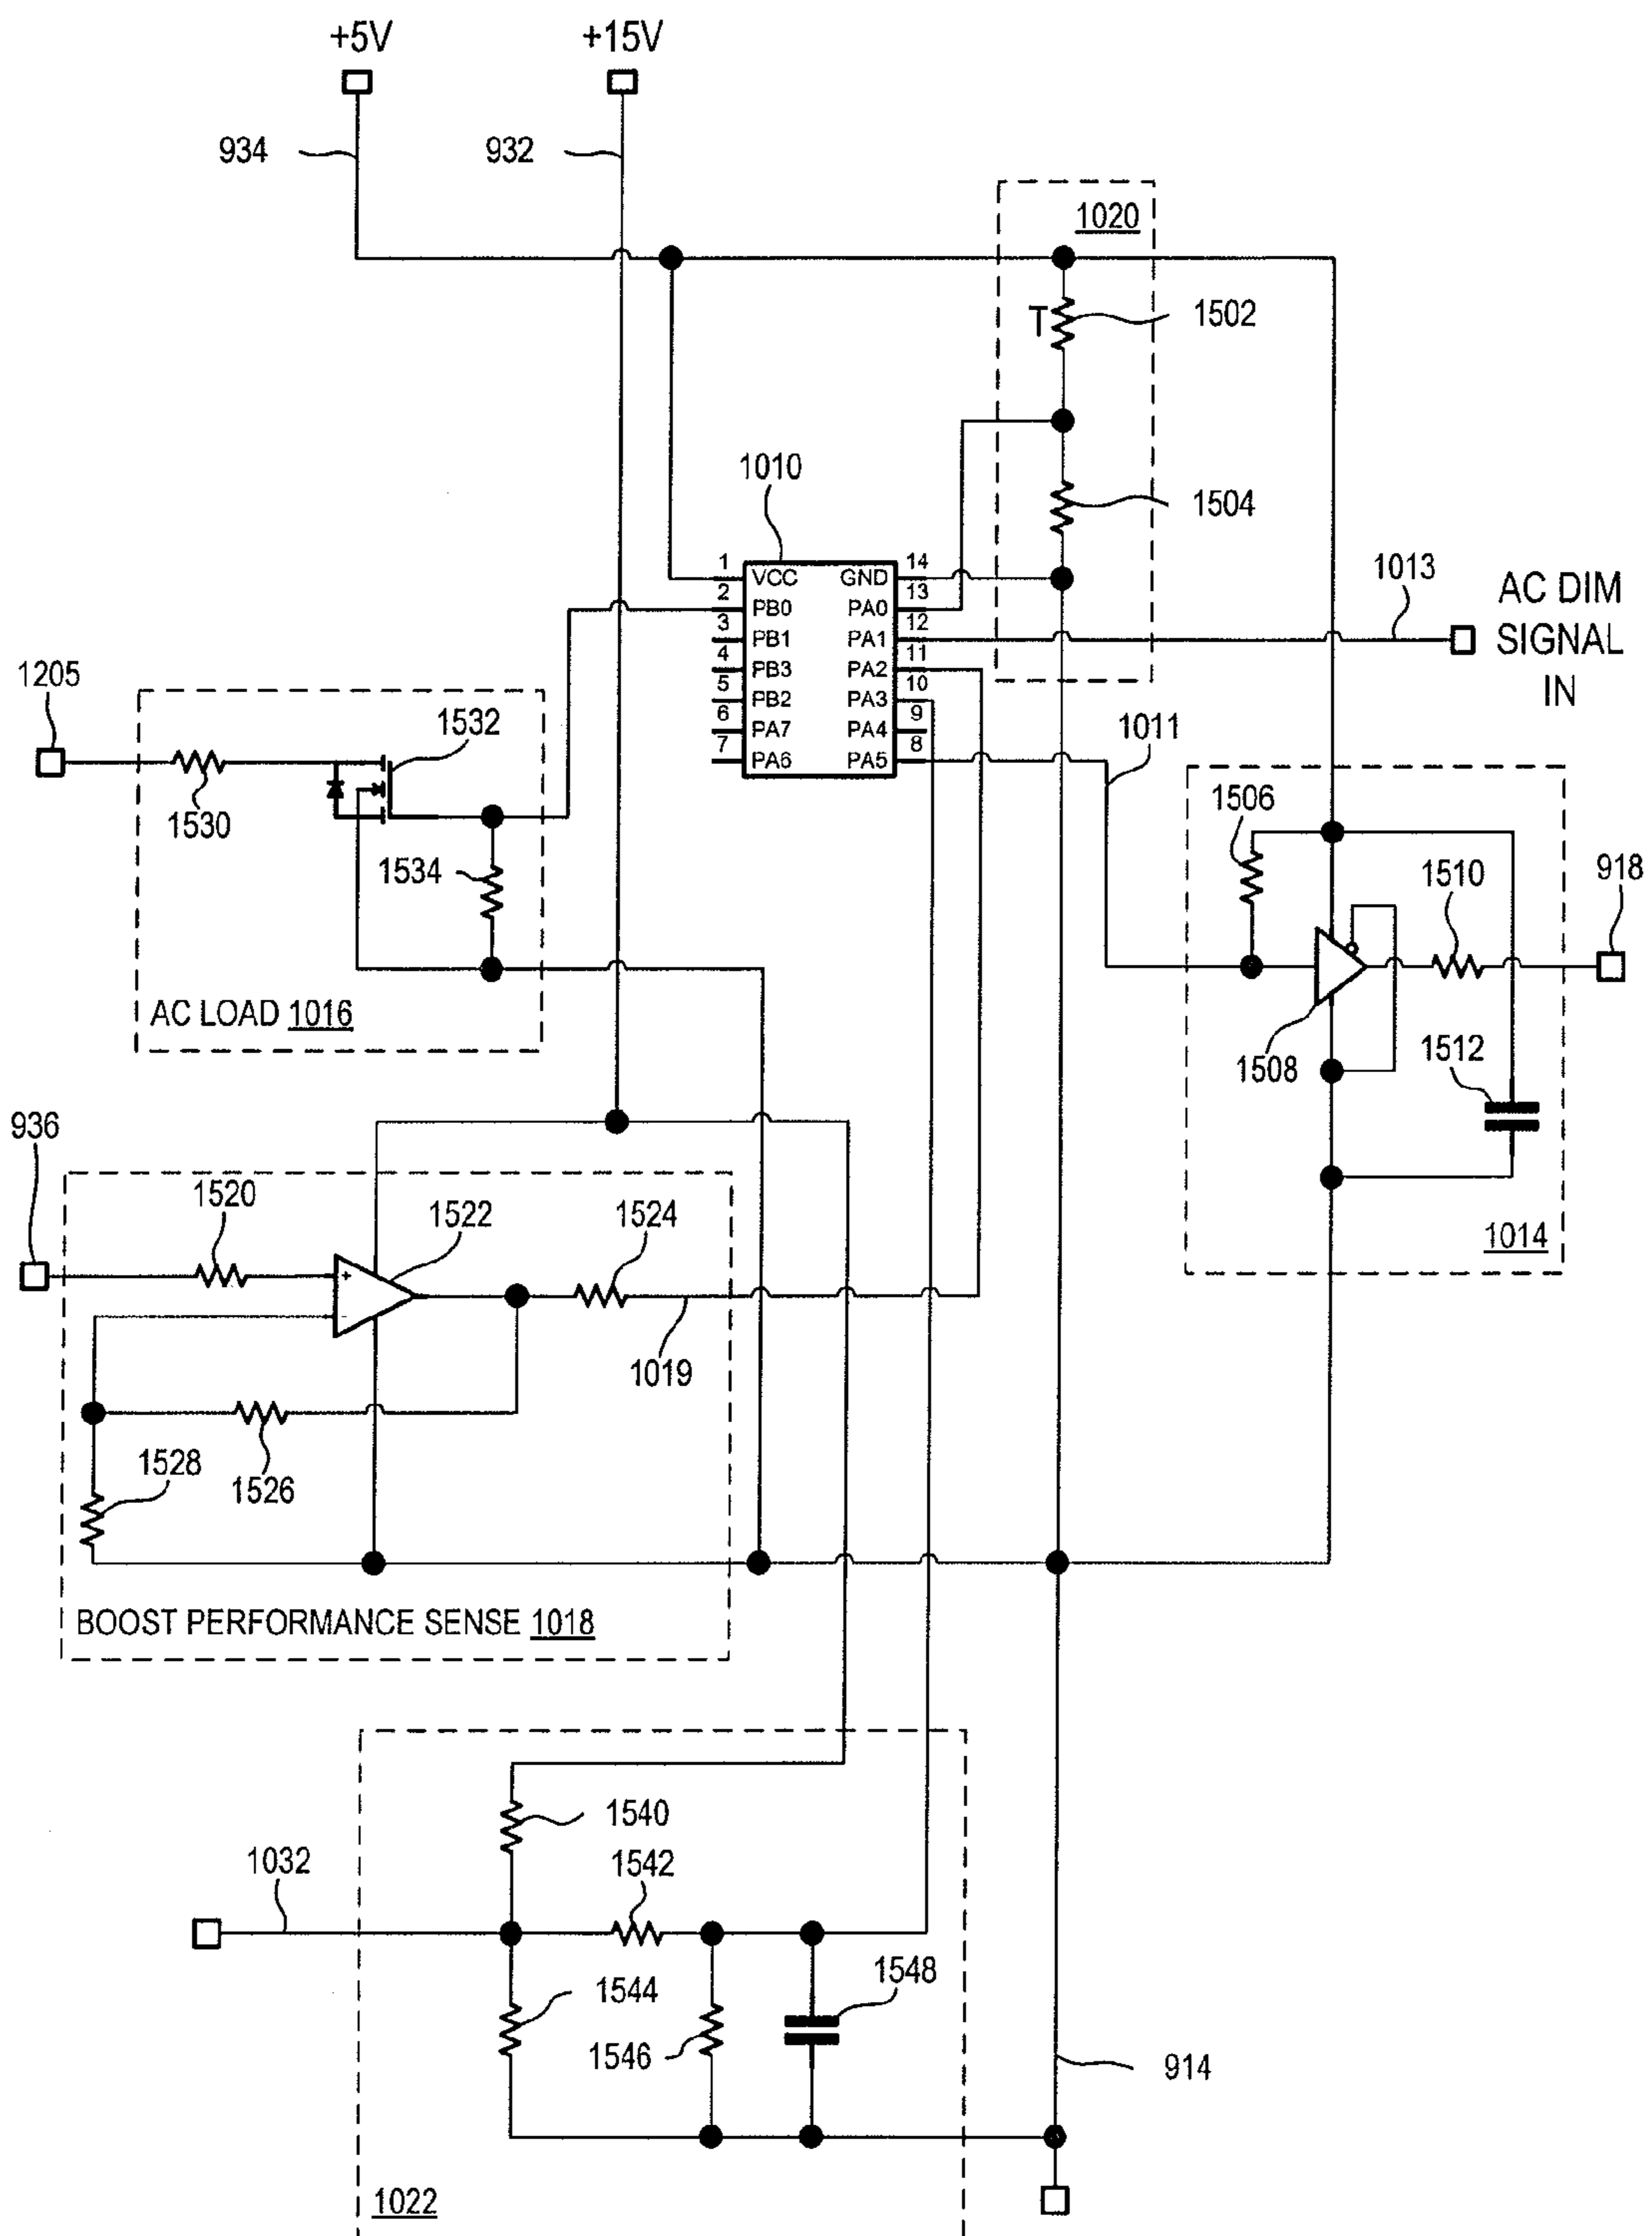 +5V
+15V
934
932
1020
1502
1010
1504
1 VCC GND 14
2 PB0 PA0 13
3 PB1 PA1 12
4 PB3 PA2 11
5 PB2 PA3 10
6 PA7 PA4 9
7 PA6 PA5 8
1013
AC DIM
SIGNAL
IN
1205
1532
1011
1530
1506
1534
1510
918
AC LOAD 1016
1508
1512
936
1520
1522
1524
1014
+
-
1019
1528
1526
BOOST PERFORMANCE SENSE 1018
1540
1032
1542
1544
1548
1546
914
1022
T